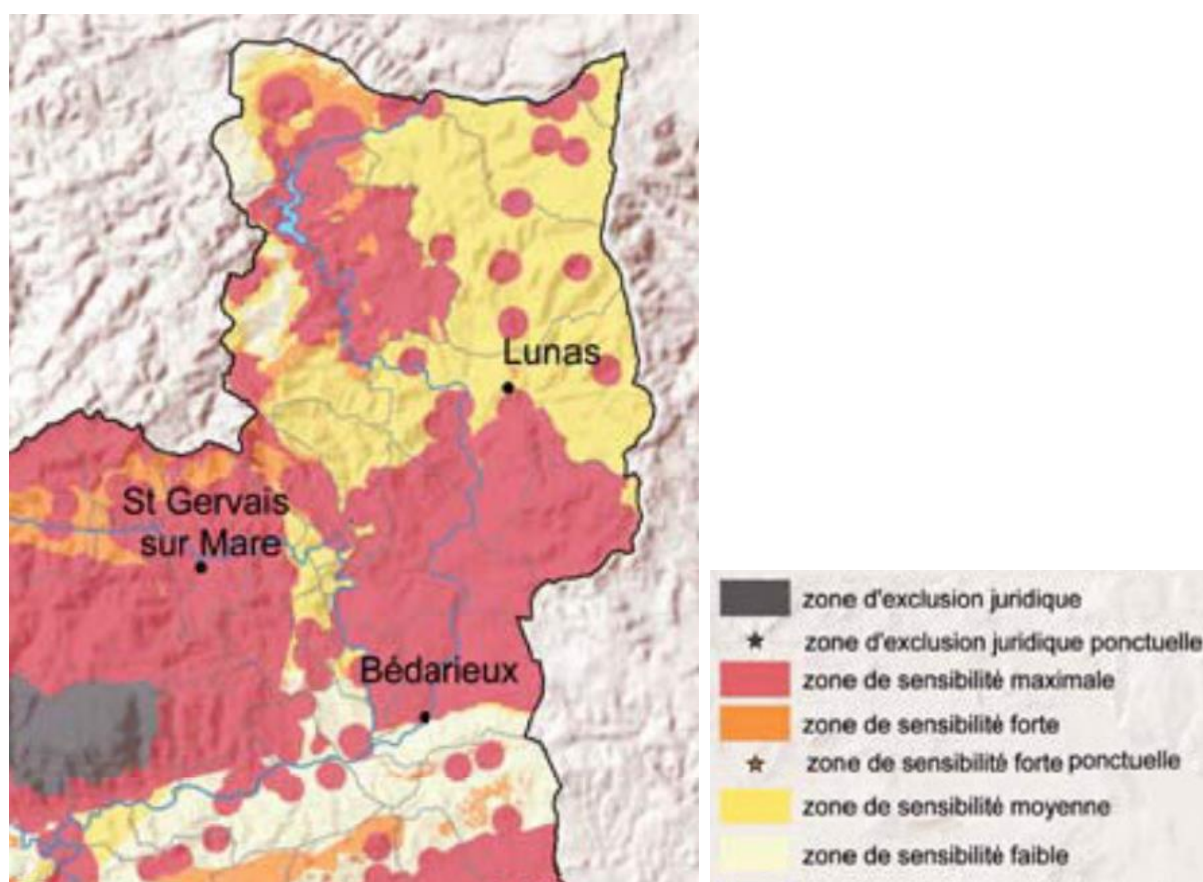 Lunas
St Gervais
sur Mare
Bédarieux
zone d'exclusion juridique
zone d'exclusion juridique ponctuelle
zone de sensibilité maximale
zone de sensibilité forte
zone de sensibilité forte ponctuelle
zone de sensibilité moyenne
zone de sensibilité faible